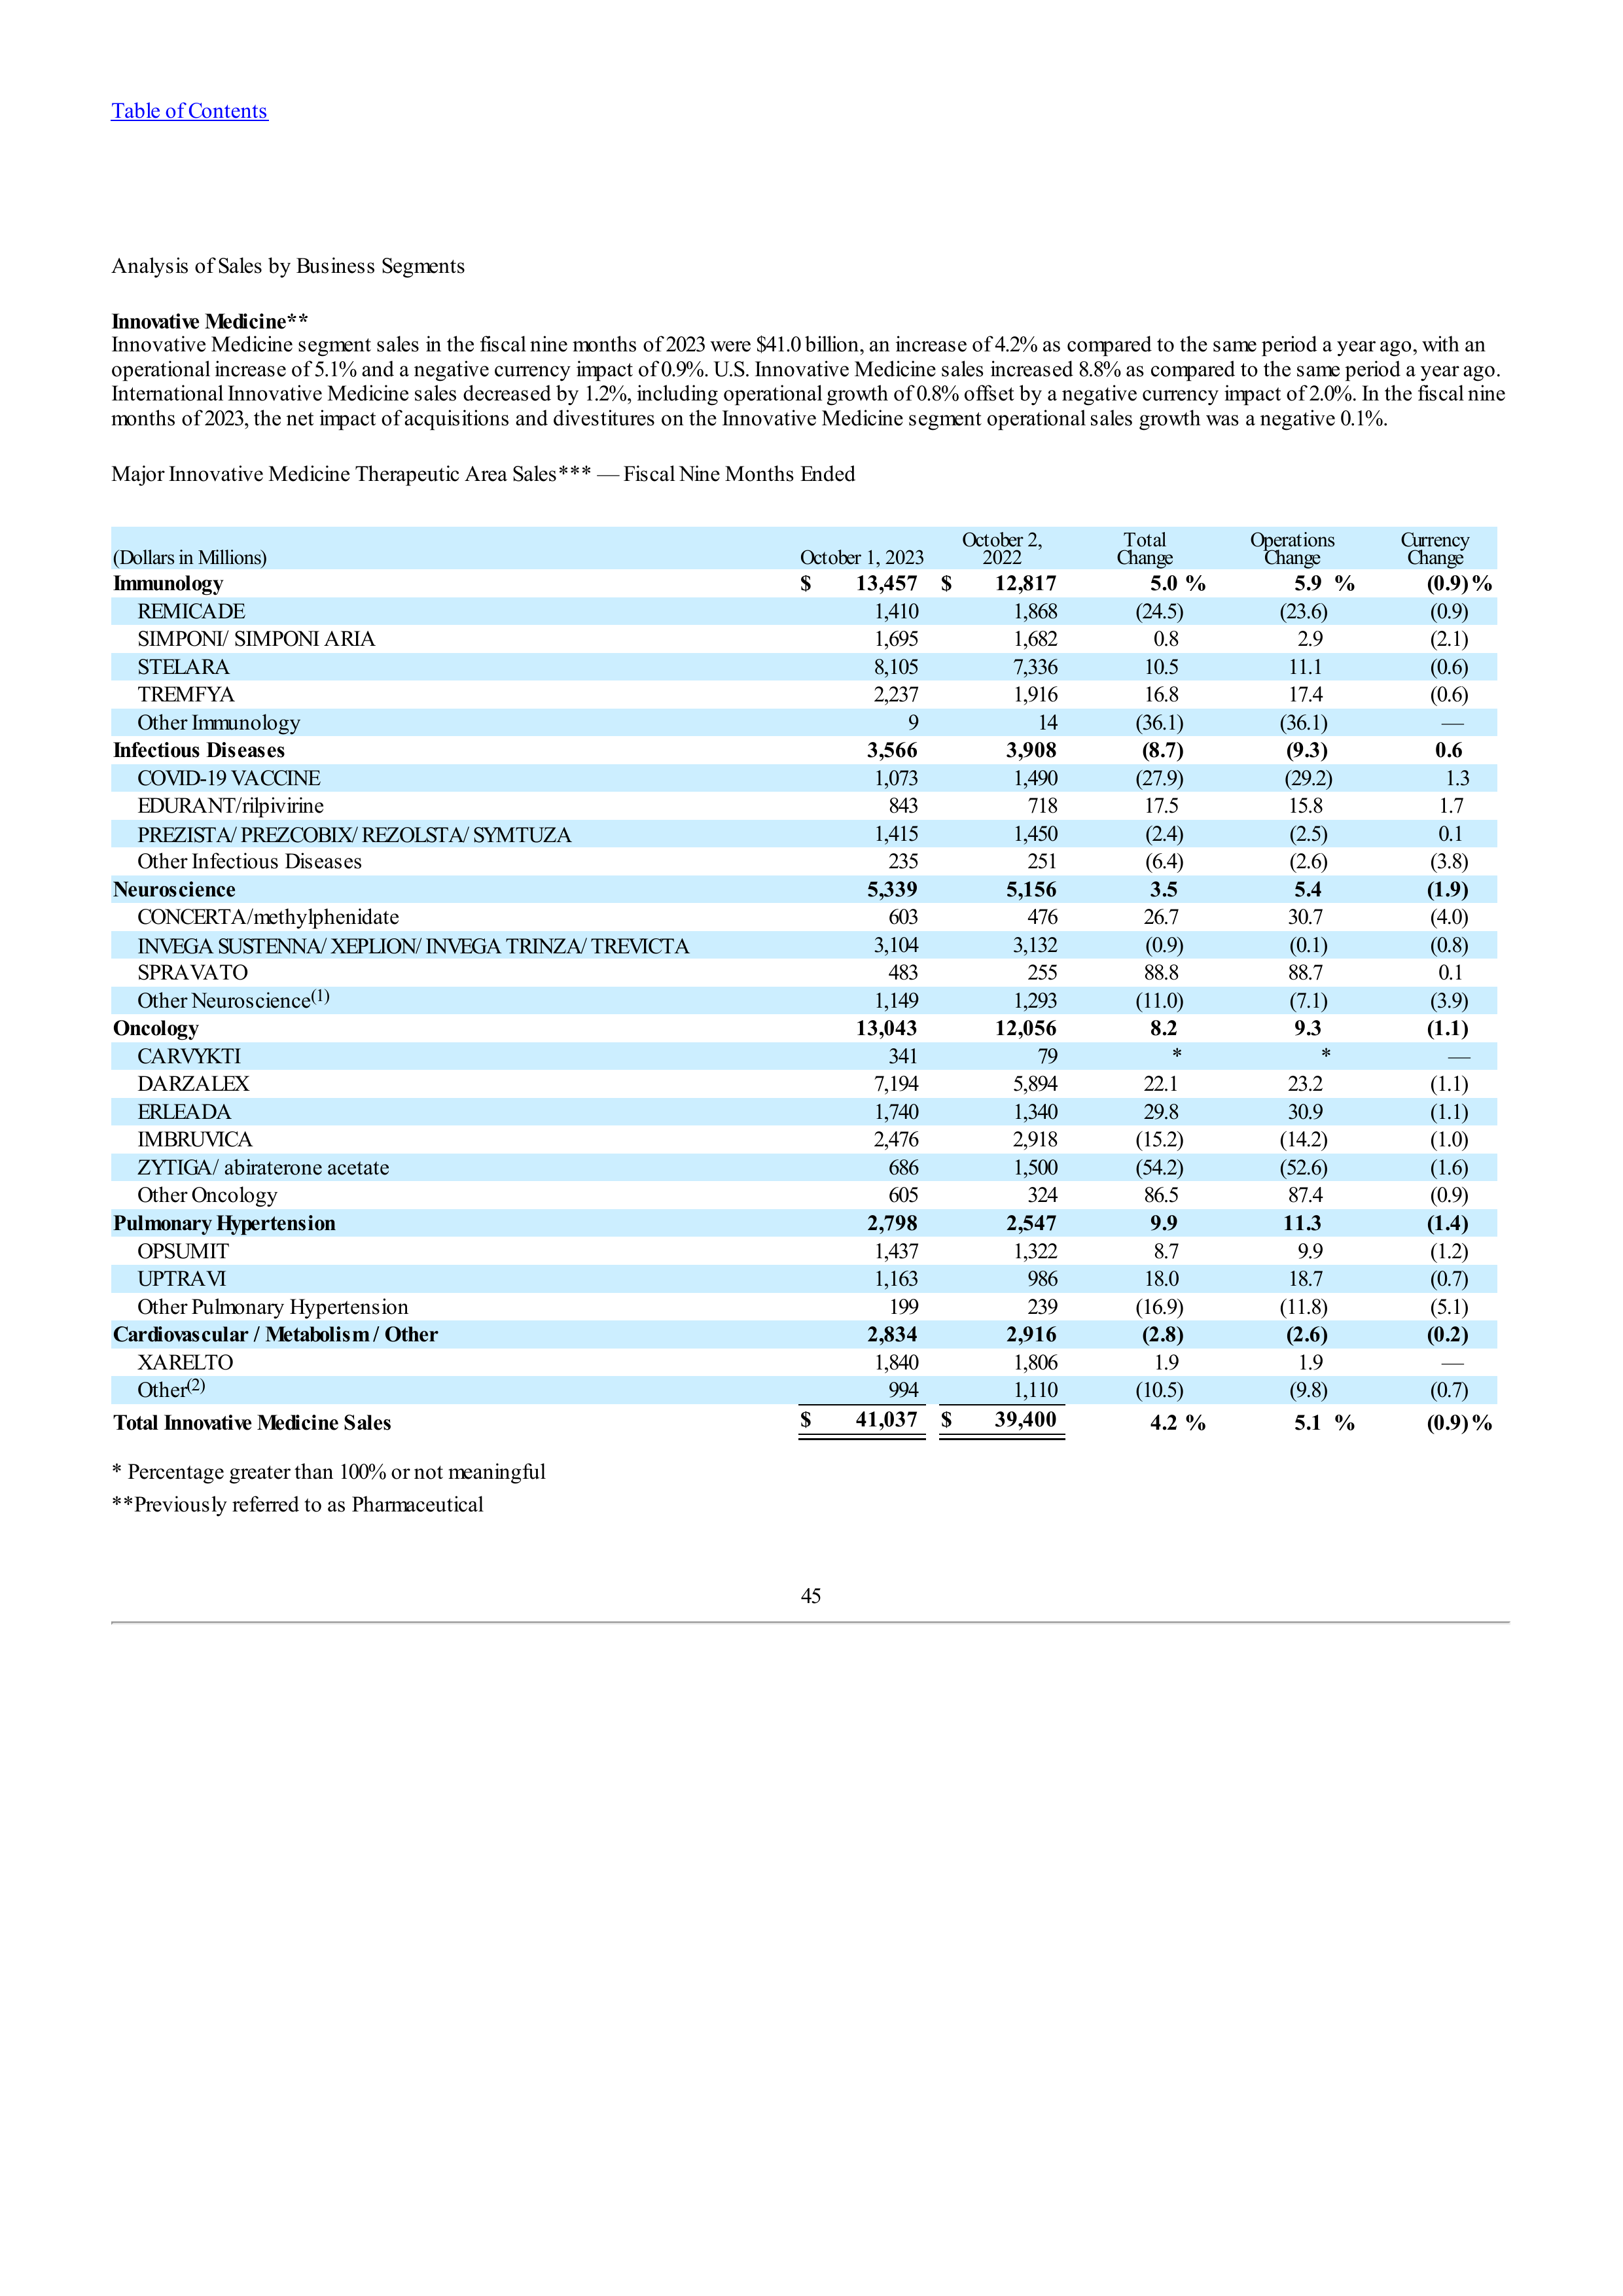 Table of Contents
Analysis of Sales by Business Segments
Innovative Medicine**
Innovative Medicine segment sales in the fiscal nine months of 2023 were $41.0 billion, an increase of 4.2% as compared to the same period a year ago, with an
operational increase of 5.1% and a negative currency impact of 0.9%. U.S. Innovative Medicine sales increased 8.8% as compared to the same period a year ago.
International Innovative Medicine sales decreased by 1.2%, including operational growth of 0.8% offset by a negative currency impact of 2.0%. In the fiscal nine
months of 2023, the net impact of acquisitions and divestitures on the Innovative Medicine segment operational sales growth was a negative 0.1%.
Major Innovative Medicine Therapeutic Area Sales*** — Fiscal Nine Months Ended
(Dollars in Millions) October 1, 2023 October 2, 2022 Total Change Operations Change Currency Change
Immunology $ 13,457 $ 12,817 5.0 % 5.9 % (0.9) %
REMICADE 1,410 1,868 (24.5) (23.6) (0.9)
SIMPONI/ SIMPONI ARIA 1,695 1,682 0.8 2.9 (2.1)
STELARA 8,105 7,336 10.5 11.1 (0.6)
TREMFYA 2,237 1,916 16.8 17.4 (0.6)
Other Immunology 9 14 (36.1) (36.1) —
Infectious Diseases 3,566 3,908 (8.7) (9.3) 0.6
COVID-19 VACCINE 1,073 1,490 (27.9) (29.2) 1.3
EDURANT/rilpivirine 843 718 17.5 15.8 1.7
PREZISTA/ PREZCOBIX/ REZOLSTA/ SYMTUZA 1,415 1,450 (2.4) (2.5) 0.1
Other Infectious Diseases 235 251 (6.4) (2.6) (3.8)
Neuroscience 5,339 5,156 3.5 5.4 (1.9)
CONCERTA/methylphenidate 603 476 26.7 30.7 (4.0)
INVEGA SUSTENNA/ XEPLION/ INVEGA TRINZA/ TREVICTA 3,104 3,132 (0.9) (0.1) (0.8)
SPRAVATO 483 255 88.8 88.7 0.1
Other Neuroscience(1) 1,149 1,293 (11.0) (7.1) (3.9)
Oncology 13,043 12,056 8.2 9.3 (1.1)
CARVYKTI 341 79 * * —
DARZALEX 7,194 5,894 22.1 23.2 (1.1)
ERLEADA 1,740 1,340 29.8 30.9 (1.1)
IMBRUVICA 2,476 2,918 (15.2) (14.2) (1.0)
ZYTIGA/ abiraterone acetate 686 1,500 (54.2) (52.6) (1.6)
Other Oncology 605 324 86.5 87.4 (0.9)
Pulmonary Hypertension 2,798 2,547 9.9 11.3 (1.4)
OPSUMIT 1,437 1,322 8.7 9.9 (1.2)
UPTRAVI 1,163 986 18.0 18.7 (0.7)
Other Pulmonary Hypertension 199 239 (16.9) (11.8) (5.1)
Cardiovascular / Metabolism / Other 2,834 2,916 (2.8) (2.6) (0.2)
XARELTO 1,840 1,806 1.9 1.9 —
Other(2) 994 1,110 (10.5) (9.8) (0.7)
Total Innovative Medicine Sales $ 41,037 $ 39,400 4.2 % 5.1 % (0.9) %
* Percentage greater than 100% or not meaningful
**Previously referred to as Pharmaceutical
45